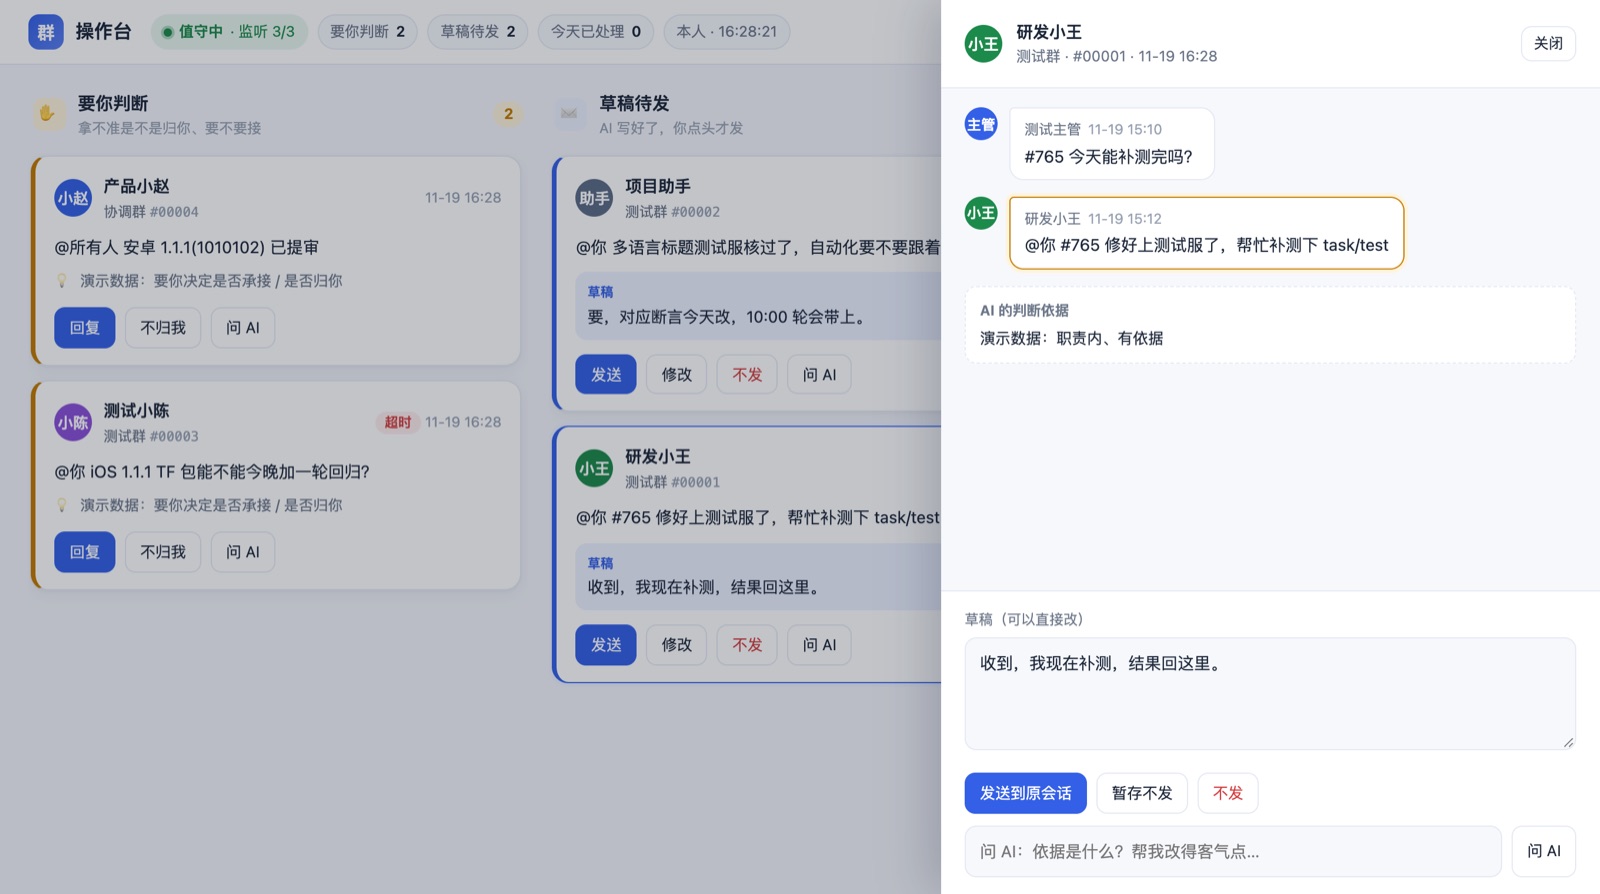 群 操作台 值守中 · 监听 3/3 要你判断 2 草稿待发 2 今天已处理 0 本人 · 16:28:21
要你判断
拿不准是不是归你、要不要接
2
小赵 产品小赵
协调群 #00004
11-19 16:28
@所有人 安卓 1.1.1(1010102) 已提审
演示数据：要你决定是否承接 / 是否归你
回复 不归我 问 AI
小陈 测试小陈
测试群 #00003
超时 11-19 16:28
@你 iOS 1.1.1 TF 包能不能今晚加一轮回归？
演示数据：要你决定是否承接 / 是否归你
回复 不归我 问 AI
草稿待发
AI 写好了，你点头才发
助手 项目助手
测试群 #00002
@你 多语言标题测试服核过了，自动化要不要跟着
草稿
要，对应断言今天改，10:00 轮会带上。
发送 修改 不发 问 AI
小王 研发小王
测试群 #00001
@你 #765 修好上测试服了，帮忙补测下 task/test
草稿
收到，我现在补测，结果回这里。
发送 修改 不发 问 AI
小王 研发小王
测试群 · #00001 · 11-19 16:28
关闭
主管 测试主管 11-19 15:10
#765 今天能补测完吗？
小王 研发小王 11-19 15:12
@你 #765 修好上测试服了，帮忙补测下 task/test
AI 的判断依据
演示数据：职责内、有依据
草稿（可以直接改）
收到，我现在补测，结果回这里。
发送到原会话 暂存不发 不发
问 AI：依据是什么？帮我改得客气点... 问 AI